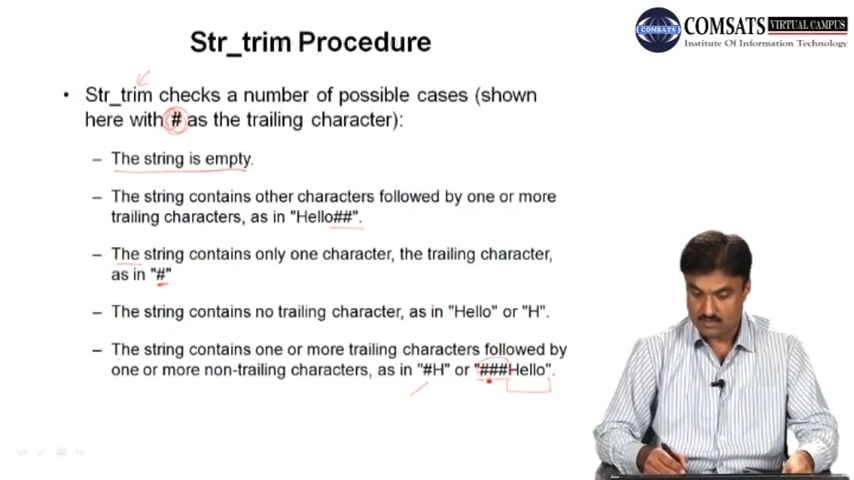 COMSATS VIRTUAL CAMPUS
COMSATS
Institute Of Information Technology
Str_trim Procedure
• Str_trim checks a number of possible cases (shown
here with # as the trailing character):
– The string is empty.
– The string contains other characters followed by one or more
trailing characters, as in "Hello##".
– The string contains only one character, the trailing character,
as in "#"
– The string contains no trailing character, as in "Hello" or "H".
– The string contains one or more trailing characters followed by
one or more non-trailing characters, as in "#H" or "###Hello".